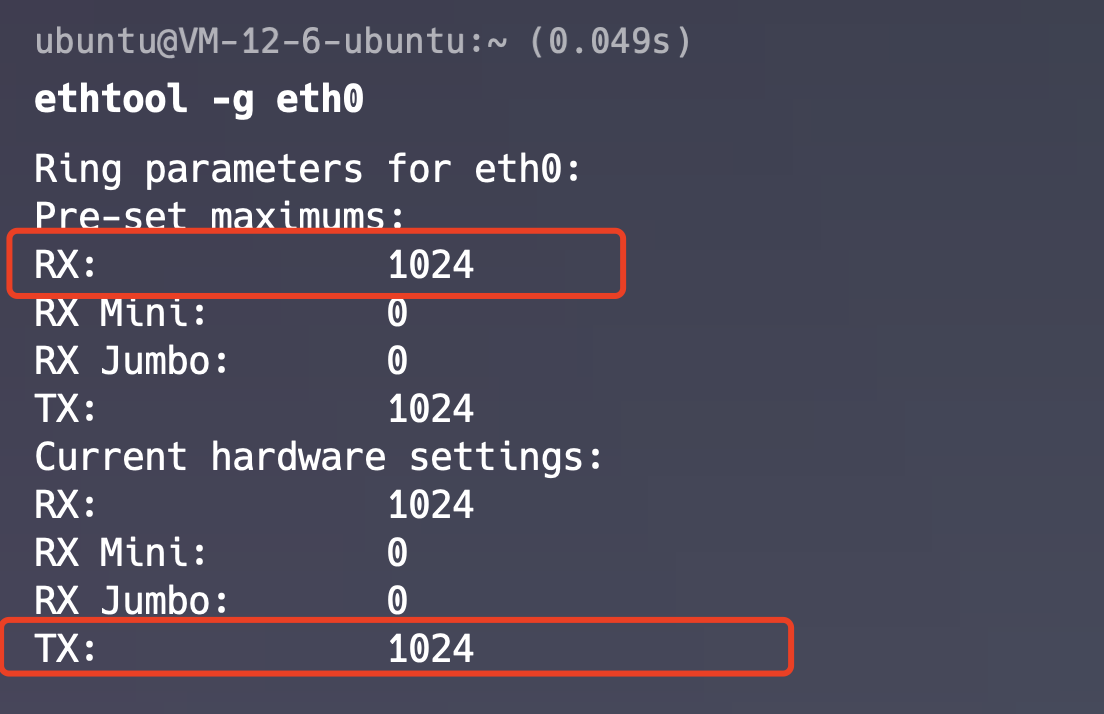 ubuntu@VM-12-6-ubuntu:~ (0.049s)
ethtool -g eth0
Ring parameters for eth0:
Pre-set maximums:
RX: 1024
RX Mini: 0
RX Jumbo: 0
TX: 1024
Current hardware settings:
RX: 1024
RX Mini: 0
RX Jumbo: 0
TX: 1024